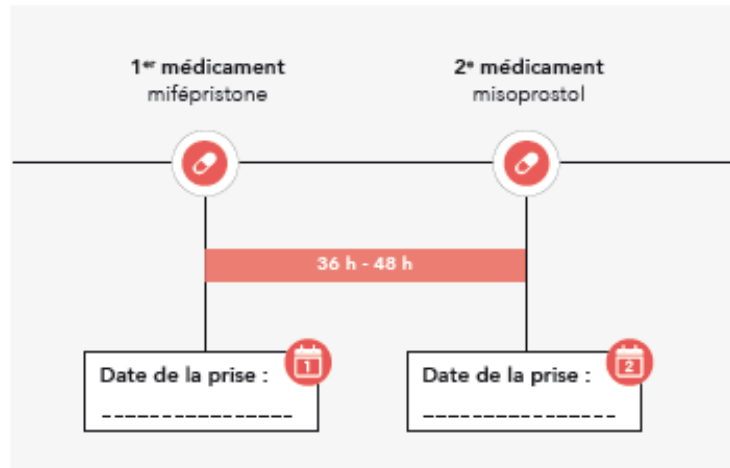 1er médicament
mifépristone
2e médicament
misoprostol
36 h - 48 h
Date de la prise :
1
Date de la prise :
2